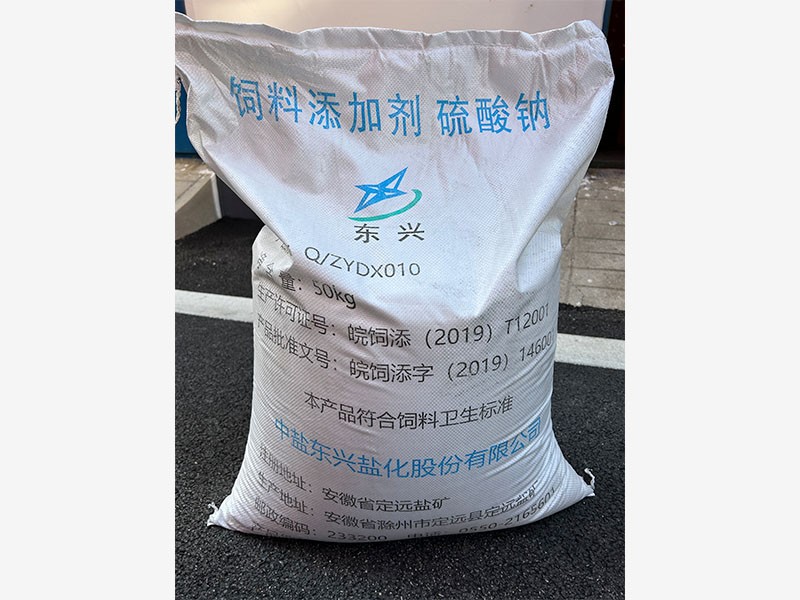 饲料添加剂 硫酸钠
东兴
Q/ZYDX010
量：50kg
生产许可证号：皖饲添（2019）T12001
产品批准文号：皖饲添字（2019）14600
本产品符合饲料卫生标准
中盐东兴盐化股份有限公司
注册地址：安徽省定远盐矿
生产地址：安徽省滁州市定远县定远盐矿
邮政编码：233200 电话：0550-2165601